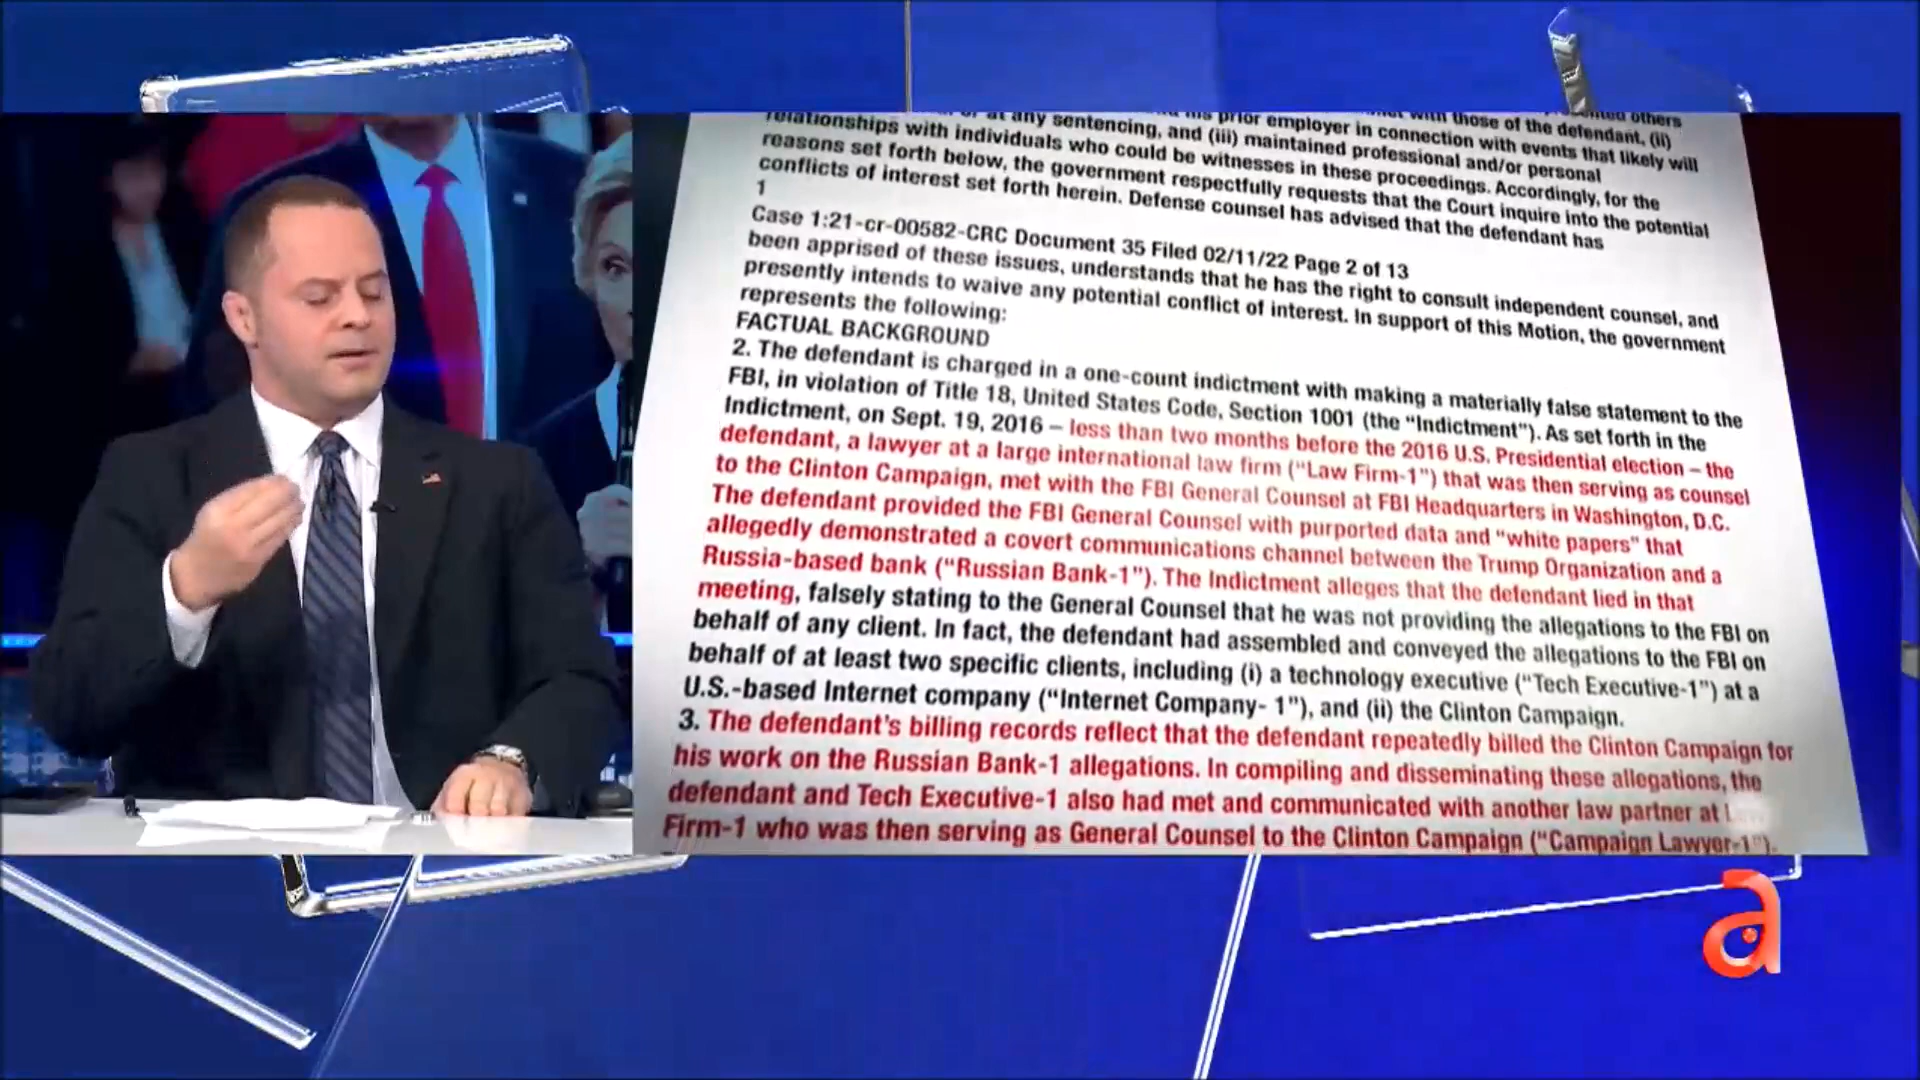 at any sentencing, and (iii) maintained professional and/or personal
relationships with individuals who could be witnesses in these proceedings. Accordingly, for the
reasons set forth below, the government respectfully requests that the Court inquire into the potential
conflicts of interest set forth herein. Defense counsel has advised that the defendant has
1
Case 1:21-cr-00582-CRC Document 35 Filed 02/11/22 Page 2 of 13
been apprised of these issues, understands that he has the right to consult independent counsel, and
presently intends to waive any potential conflict of interest. In support of this Motion, the government
represents the following:
FACTUAL BACKGROUND
2. The defendant is charged in a one-count indictment with making a materially false statement to the
FBI, in violation of Title 18, United States Code, Section 1001 (the “Indictment”). As set forth in the
Indictment, on Sept. 19, 2016 – less than two months before the 2016 U.S. Presidential election – the
defendant, a lawyer at a large international law firm (“Law Firm-1”) that was then serving as counsel
to the Clinton Campaign, met with the FBI General Counsel at FBI Headquarters in Washington, D.C.
The defendant provided the FBI General Counsel with purported data and “white papers” that
allegedly demonstrated a covert communications channel between the Trump Organization and a
Russia-based bank (“Russian Bank-1”). The Indictment alleges that the defendant lied in that
meeting, falsely stating to the General Counsel that he was not providing the allegations to the FBI on
behalf of any client. In fact, the defendant had assembled and conveyed the allegations to the FBI on
behalf of at least two specific clients, including (i) a technology executive (“Tech Executive-1”) at a
U.S.-based Internet company (“Internet Company- 1”), and (ii) the Clinton Campaign.
3. The defendant’s billing records reflect that the defendant repeatedly billed the Clinton Campaign for
his work on the Russian Bank-1 allegations. In compiling and disseminating these allegations, the
defendant and Tech Executive-1 also had met and communicated with another law partner at
Firm-1 who was then serving as General Counsel to the Clinton Campaign (“Campaign Lawyer-1”).
a